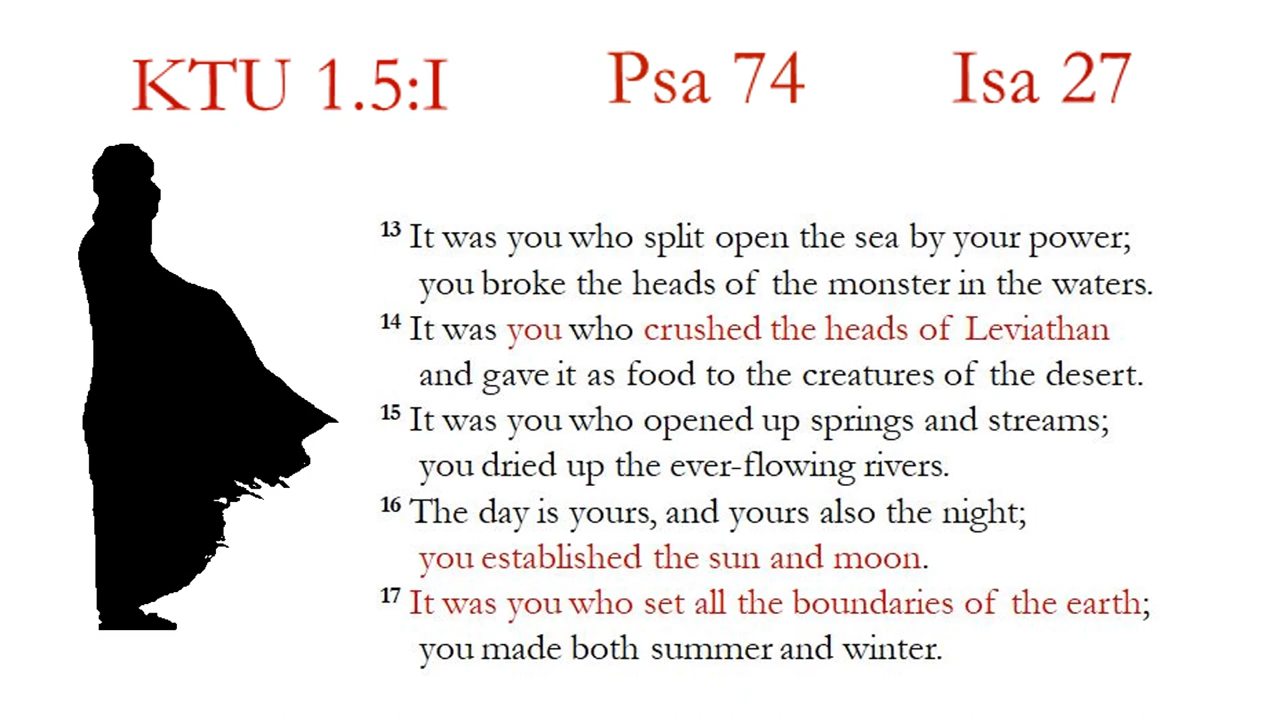 KTU 1.5:I Psa 74 Isa 27
13 It was you who split open the sea by your power;
you broke the heads of the monster in the waters.
14 It was you who crushed the heads of Leviathan
and gave it as food to the creatures of the desert.
15 It was you who opened up springs and streams;
you dried up the ever-flowing rivers.
16 The day is yours, and yours also the night;
you established the sun and moon.
17 It was you who set all the boundaries of the earth;
you made both summer and winter.